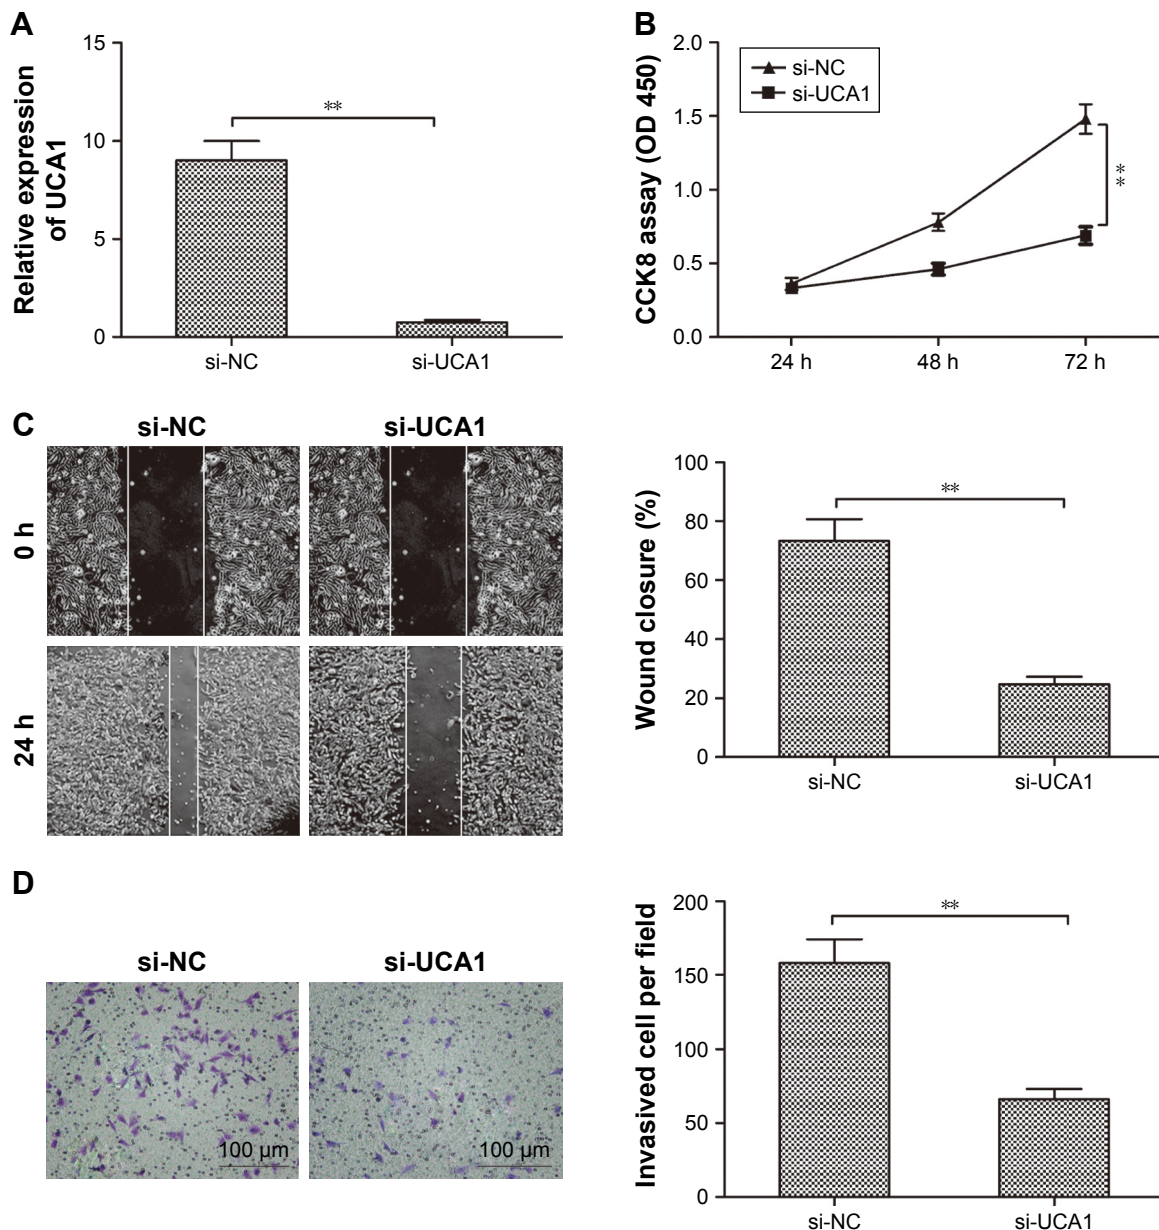 A
Relative expression
of UCA1
15
10
5
0
**
si-NC
si-UCA1
B
CCK8 assay (OD 450)
2.0
1.5
1.0
0.5
0.0
si-NC
si-UCA1
**
24 h
48 h
72 h
C
si-NC
si-UCA1
0 h
24 h
Wound closure (%)
100
80
60
40
20
0
**
si-NC
si-UCA1
D
si-NC
si-UCA1
100 µm
100 µm
Invasived cell per field
200
150
100
50
0
**
si-NC
si-UCA1